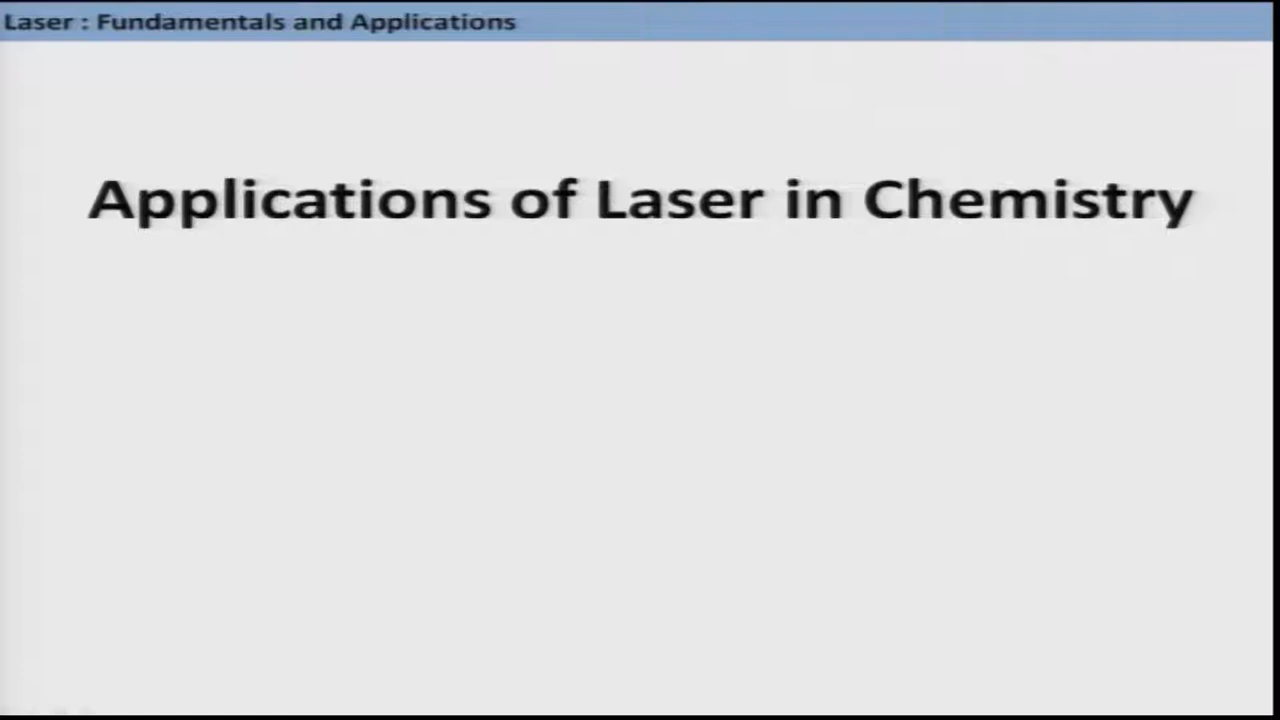 Laser : Fundamentals and Applications
Applications of Laser in Chemistry